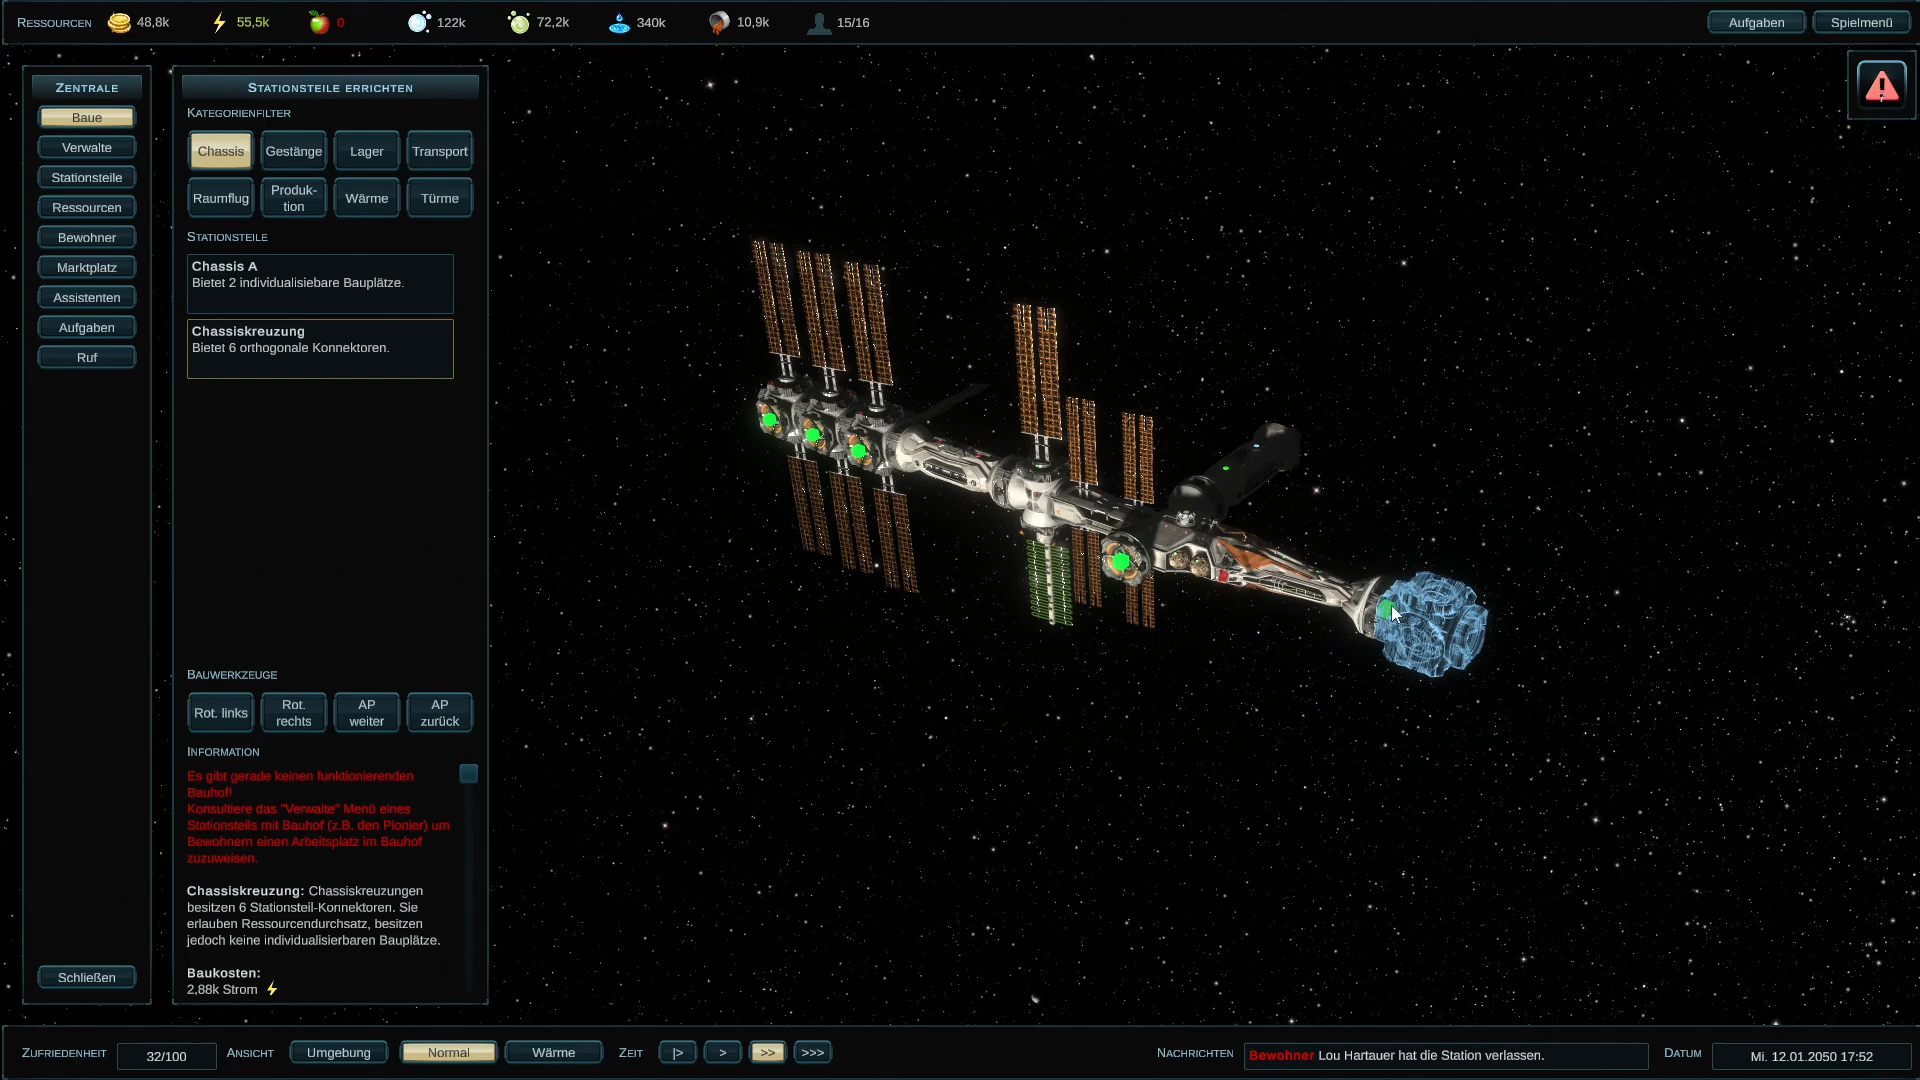 Ressourcen 48,8k 55,5k 0 122k 72,2k 340k 10,9k 15/16 Aufgaben Spielmenü
Zentrale
Baue
Verwalte
Stationsteile
Ressourcen
Bewohner
Marktplatz
Assistenten
Aufgaben
Ruf
Schließen
Stationsteile errichten
Kategorienfilter
Chassis Gestänge Lager Transport
Raumflug Produk-
tion Wärme Türme
Stationsteile
Chassis A
Bietet 2 individualisiebare Bauplätze.
Chassiskreuzung
Bietet 6 orthogonale Konnektoren.
Bauwerkzeuge
Rot. links Rot.
rechts AP
weiter AP
zurück
Information
Es gibt gerade keinen funktionierenden
Bauhof!
Konsultiere das "Verwalte" Menü eines
Stationsteils mit Bauhof (z.B. den Pionier) um
Bewohnern einen Arbeitsplatz im Bauhof
zuzuweisen.
Chassiskreuzung: Chassiskreuzungen
besitzen 6 Stationsteil-Konnektoren. Sie
erlauben Ressourcendurchsatz, besitzen
jedoch keine individualisierbaren Bauplätze.
Baukosten:
2,88k Strom
Zufriedenheit 32/100 Ansicht Umgebung Normal Wärme Zeit |> > >> >>> Nachrichten Bewohner Lou Hartauer hat die Station verlassen. Datum Mi. 12.01.2050 17:52